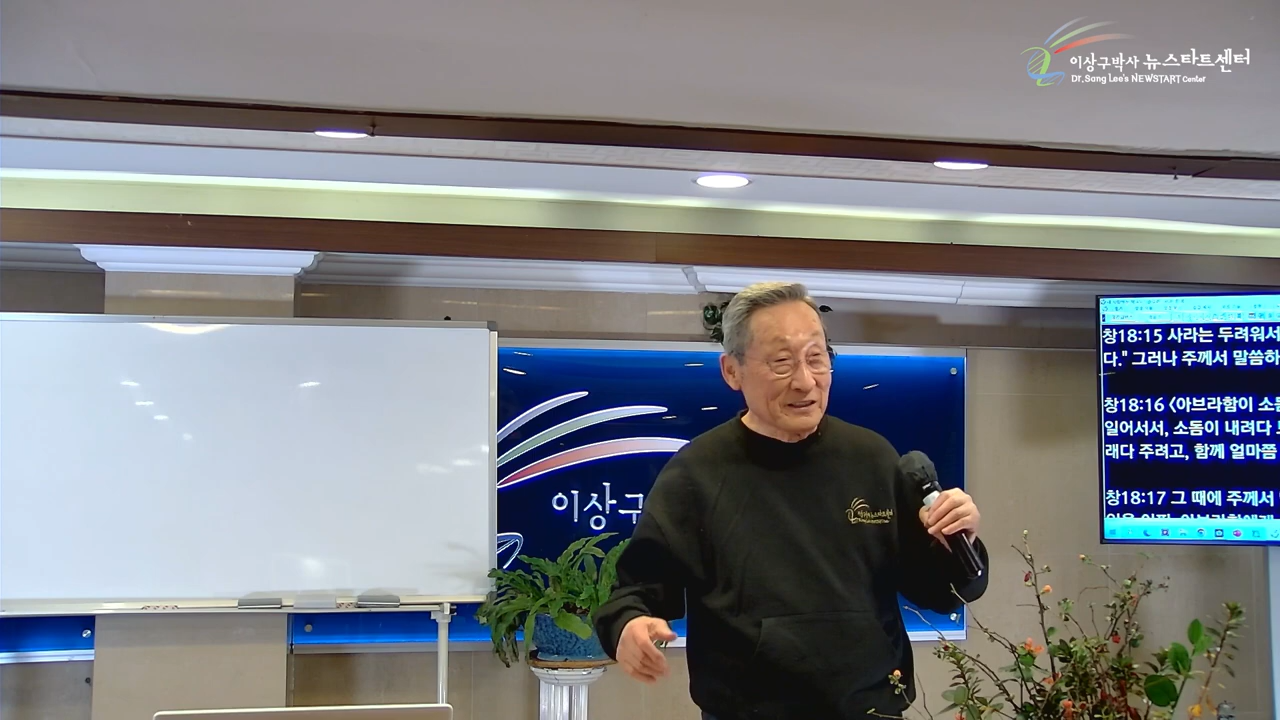 이상구박사 뉴스타트센터
Dr. Sang Lee's NEWSTART Center
창18:15 사라는 두려워서
다." 그러나 주께서 말씀하
창18:16 <아브라함이 소돔
일어서서, 소돔이 내려다 보
래다 주려고, 함께 얼마쯤
창18:17 그 때에 주께서
이상구